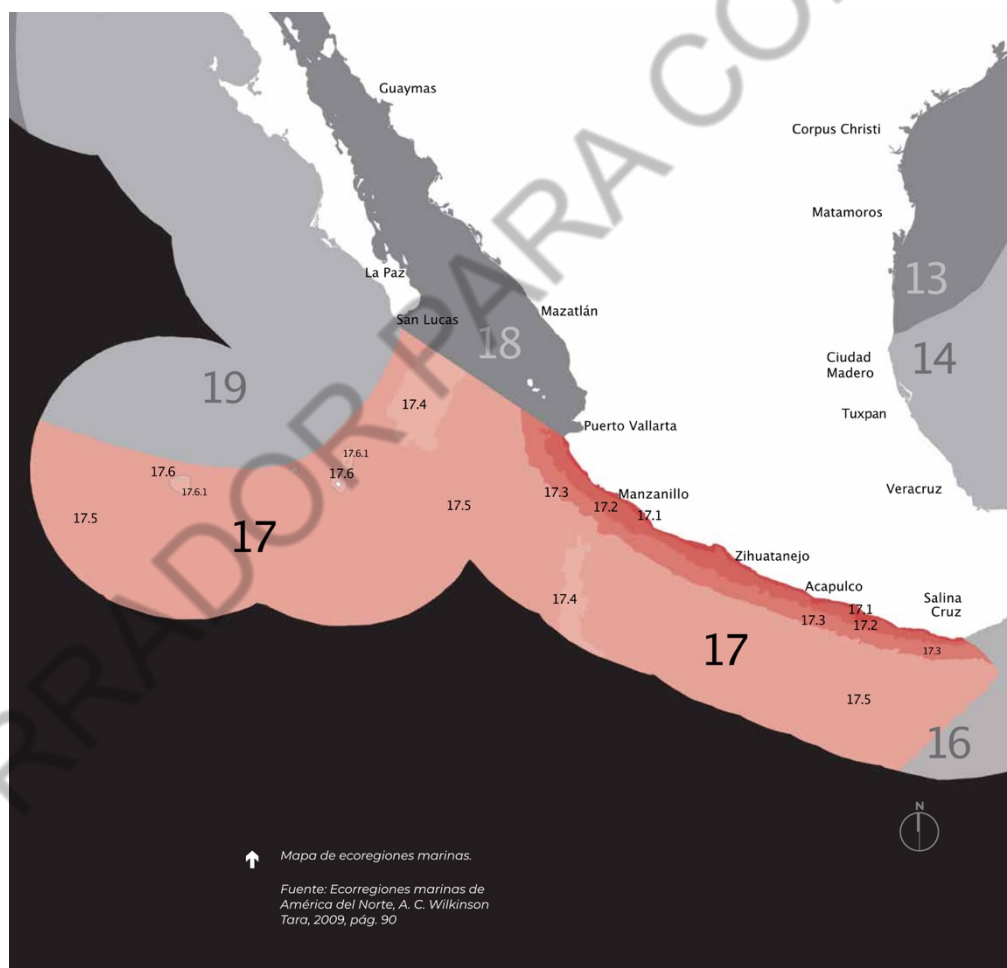 Guaymas
Corpus Christi
Matamoros
13
La Paz
San Lucas
Mazatlán
18
Ciudad
Madero
14
19
17.4
Tuxpan
Puerto Vallarta
17.6.1
17.6
17.6
17.6.1
17.3
Manzanillo
Veracruz
17.2
17.1
17.5
17.5
17
Zihuatanejo
Acapulco
Salina
Cruz
17.4
17.1
17.3
17.2
17
17.3
17.5
16
N
Mapa de ecoregiones marinas.
Fuente: Ecorregiones marinas de
América del Norte, A. C. Wilkinson
Tara, 2009, pág. 90
RRADOR PARA CO